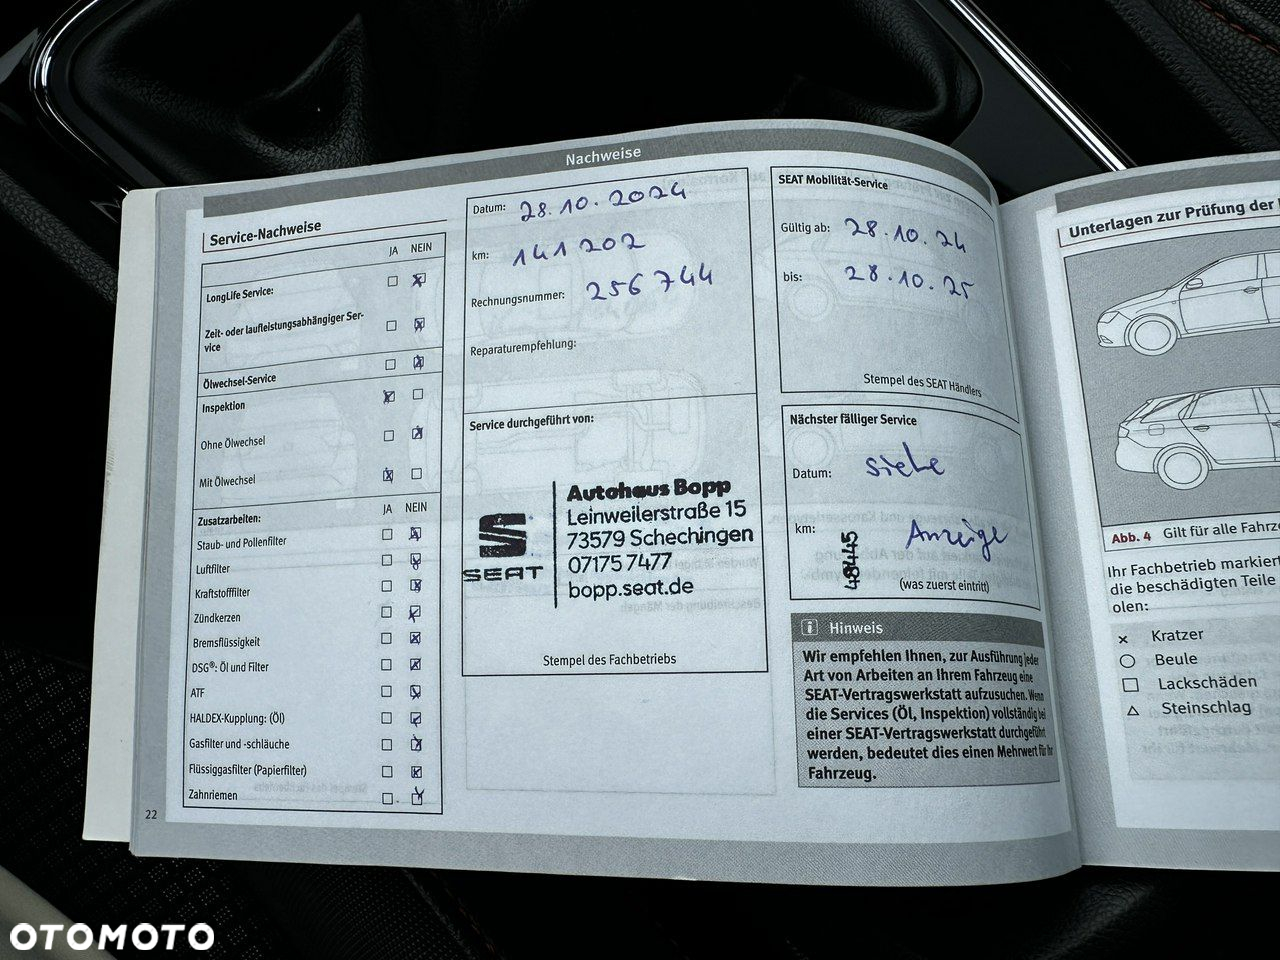 Nachweise
Service-Nachweise
JA NEIN
LongLife Service:
Zeit- oder laufleistungsabhängiger Ser-
vice
Ölwechsel-Service
Inspektion
Ohne Ölwechsel
Mit Ölwechsel
Zusatzarbeiten: JA NEIN
Staub- und Pollenfilter
Luftfilter
Kraftstofffilter
Zündkerzen
Bremsflüssigkeit
DSG®: Öl und Filter
ATF
HALDEX-Kupplung: (Öl)
Gasfilter und -schläuche
Flüssiggasfilter (Papierfilter)
Zahnriemen
22
Datum: 28.10.2024
km: 141202
Rechnungsnummer: 256744
Reparaturempfehlung:
Service durchgeführt von:
SEAT
Autohaus Bopp
Leinweilerstraße 15
73579 Schechingen
07175 7477
bopp.seat.de
Stempel des Fachbetriebs
SEAT Mobilität-Service
Gültig ab: 28.10.24
bis: 28.10.25
Stempel des SEAT Händlers
Nächster fälliger Service
Datum: siehe
km: Anzeige
48445
(was zuerst eintritt)
i Hinweis
Wir empfehlen Ihnen, zur Ausführung jeder
Art von Arbeiten an Ihrem Fahrzeug eine
SEAT-Vertragswerkstatt aufzusuchen. Wenn
die Services (Öl, Inspektion) vollständig bei
einer SEAT-Vertragswerkstatt durchgeführt
werden, bedeutet dies einen Mehrwert für Ihr
Fahrzeug.
Unterlagen zur Prüfung der
Abb. 4 Gilt für alle Fahrze
Ihr Fachbetrieb markiert
die beschädigten Teile
olen:
Kratzer
Beule
Lackschäden
Steinschlag
OTOMOTO